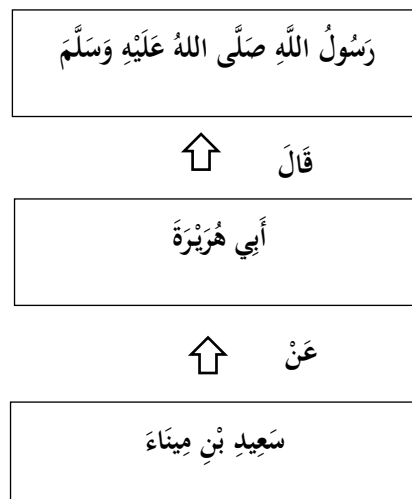 رَسُولُ اللَّهِ صَلَّى اللهُ عَلَيْهِ وَسَلَّمَ
قَالَ
أَبِي هُرَيْرَةَ
عَنْ
سَعِيدِ بْنِ مِينَاءَ